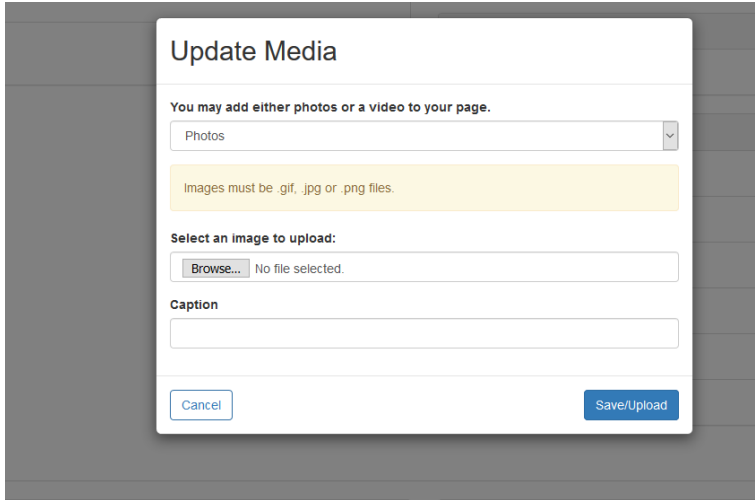 Update Media
You may add either photos or a video to your page.
Photos
Images must be .gif, .jpg or .png files.
Select an image to upload:
Browse... No file selected.
Caption
Cancel Save/Upload